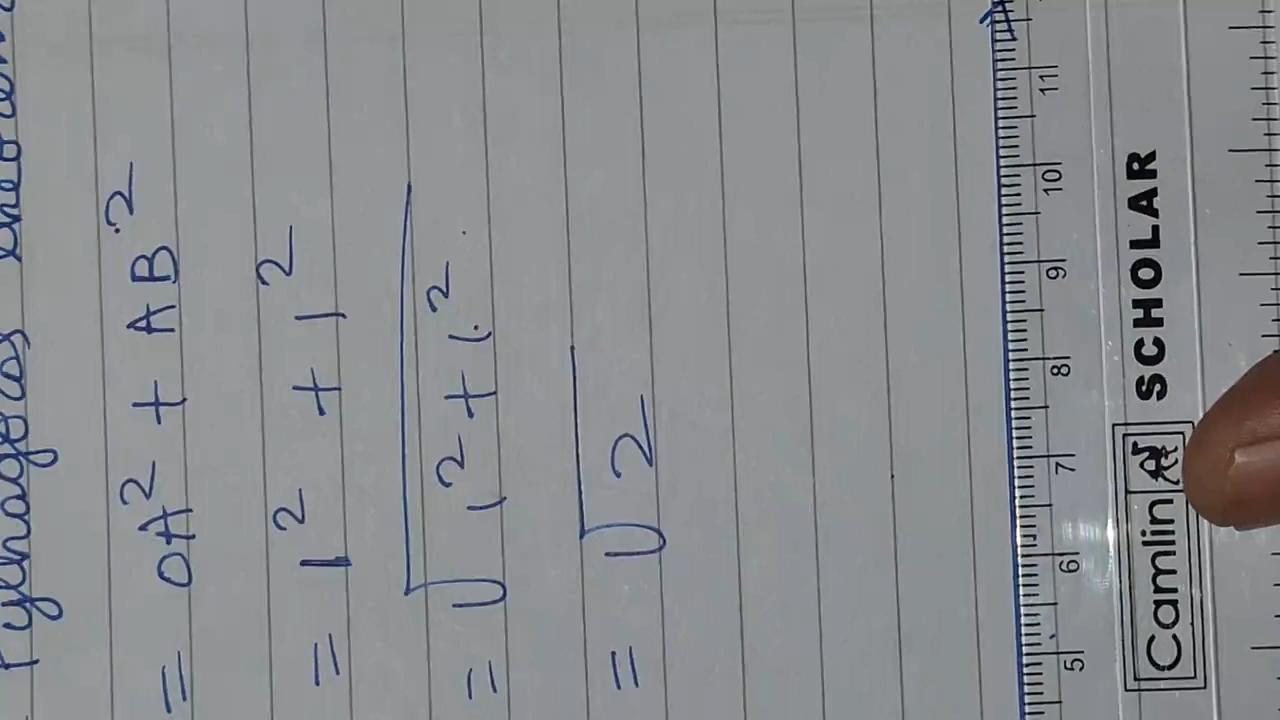 Pythagoras theorem
= OA² + AB²
= 1² + 1²
= √1² + 1²
= √2
5 6 7 8 9 10 11
Camlin SCHOLAR